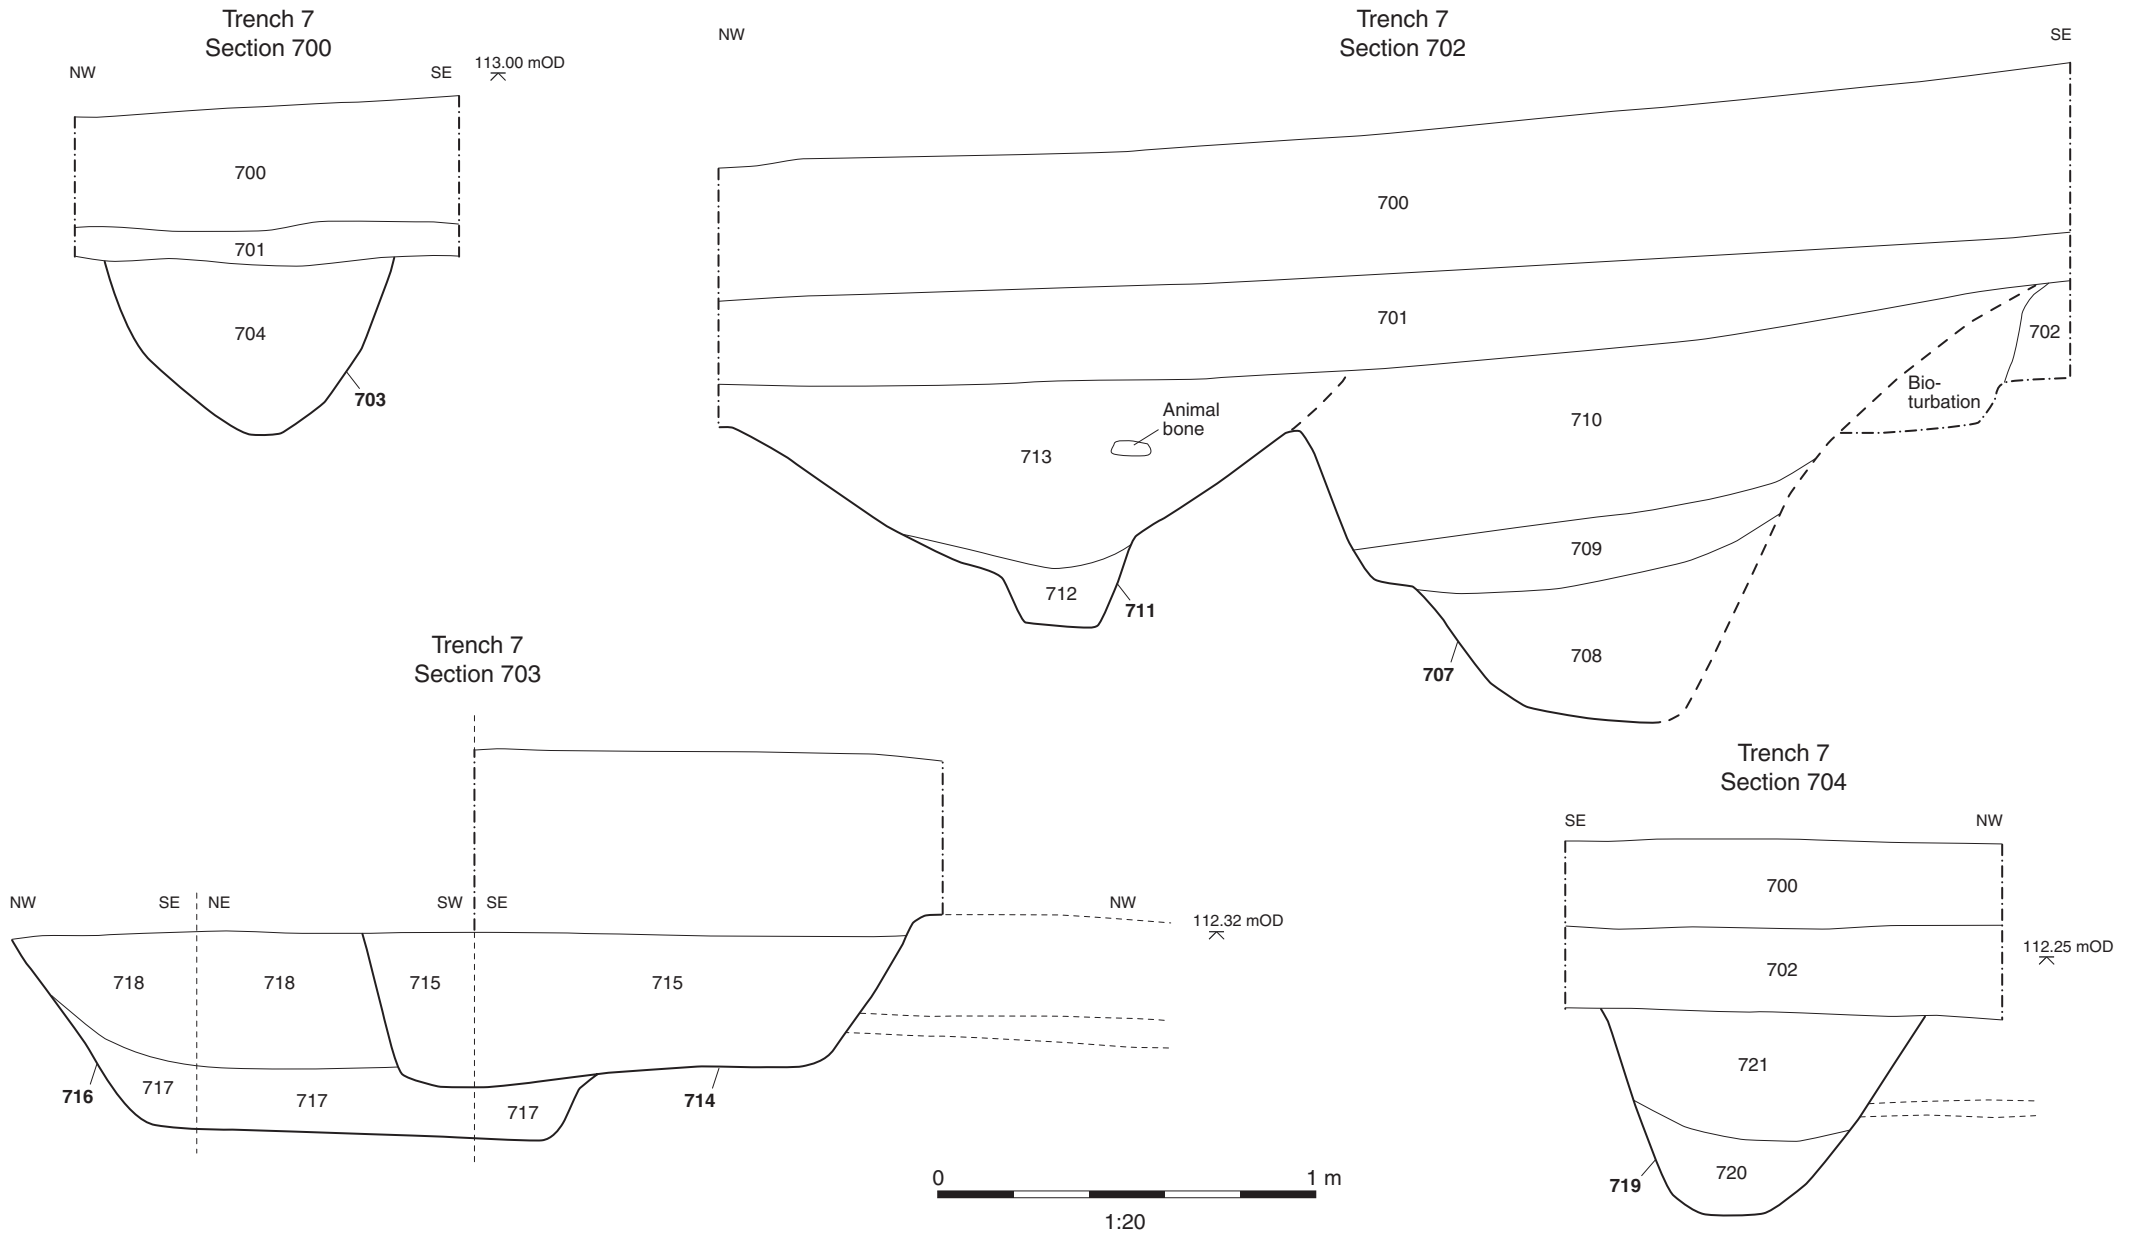 Trench 7
Section 700
NW
SE
113.00 mOD
700
701
704
703
Trench 7
Section 702
NW
SE
700
701
702
Bio-
turbation
710
Animal
bone
713
709
712
711
708
707
Trench 7
Section 703
NW
SE
NE
SW
SE
NW
112.32 mOD
718
718
715
715
717
717
717
716
714
Trench 7
Section 704
SE
NW
700
112.25 mOD
702
721
720
719
0
1 m
1:20